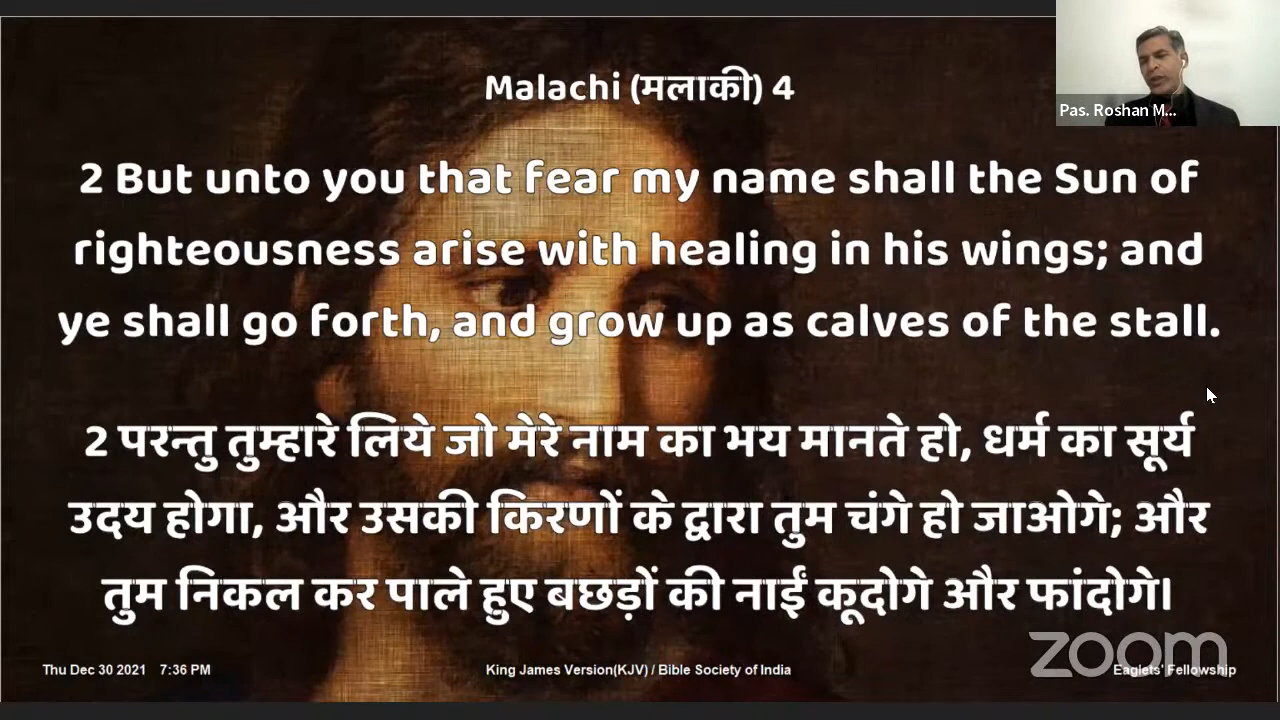 Malachi (मलाकी) 4
Pas. Roshan M...
2 But unto you that fear my name shall the Sun of
righteousness arise with healing in his wings; and
ye shall go forth, and grow up as calves of the stall.
2 परन्तु तुम्हारे लिये जो मेरे नाम का भय मानते हो, धर्म का सूर्य
उदय होगा, और उसकी किरणों के द्वारा तुम चंगे हो जाओगे; और
तुम निकल कर पाले हुए बछड़ों की नाईं कूदोगे और फांदोगे।
zoom
Thu Dec 30 2021 7:36 PM King James Version(KJV) / Bible Society of India Eaglets' Fellowship